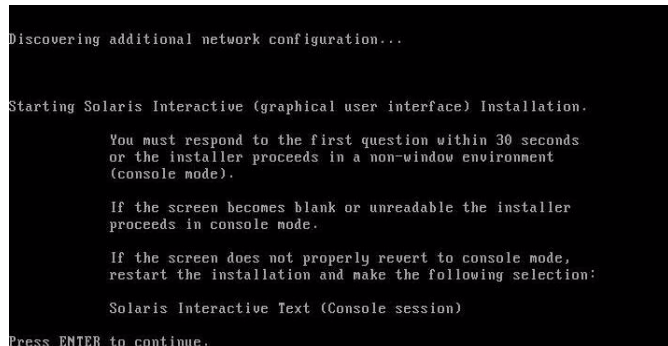 Discovering additional network configuration...
Starting Solaris Interactive (graphical user interface) Installation.
You must respond to the first question within 30 seconds
or the installer proceeds in a non-window environment
(console mode).
If the screen becomes blank or unreadable the installer
proceeds in console mode.
If the screen does not properly revert to console mode,
restart the installation and make the following selection:
Solaris Interactive Text (Console session)
Press ENTER to continue.